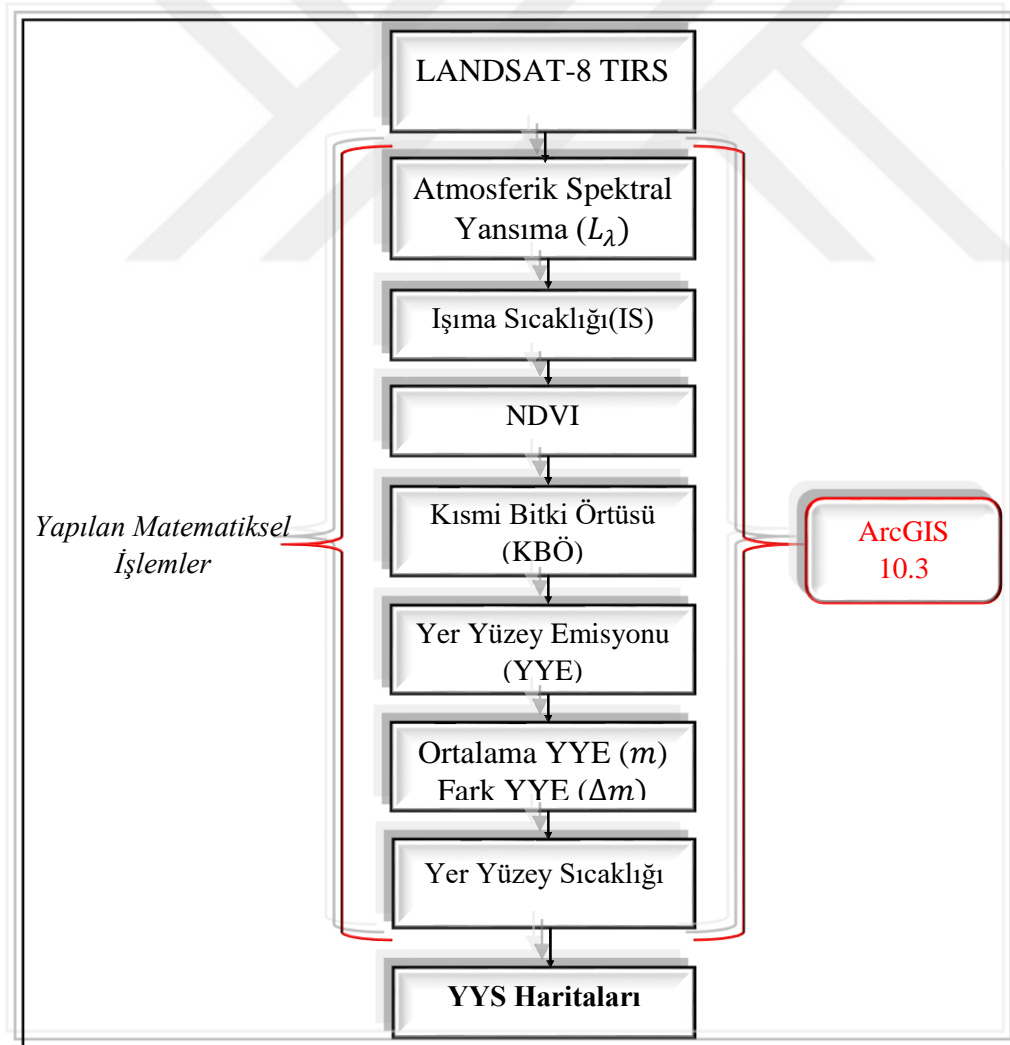 LANDSAT-8 TIRS
Atmosferik Spektral
Yansıma (𝐿𝜆)
Işıma Sıcaklığı(IS)
NDVI
Kısmi Bitki Örtüsü
(KBÖ)
Yer Yüzey Emisyonu
(YYE)
Ortalama YYE (𝑚)
Fark YYE (Δ𝑚)
Yer Yüzey Sıcaklığı
YYS Haritaları
Yapılan Matematiksel
İşlemler
ArcGIS
10.3